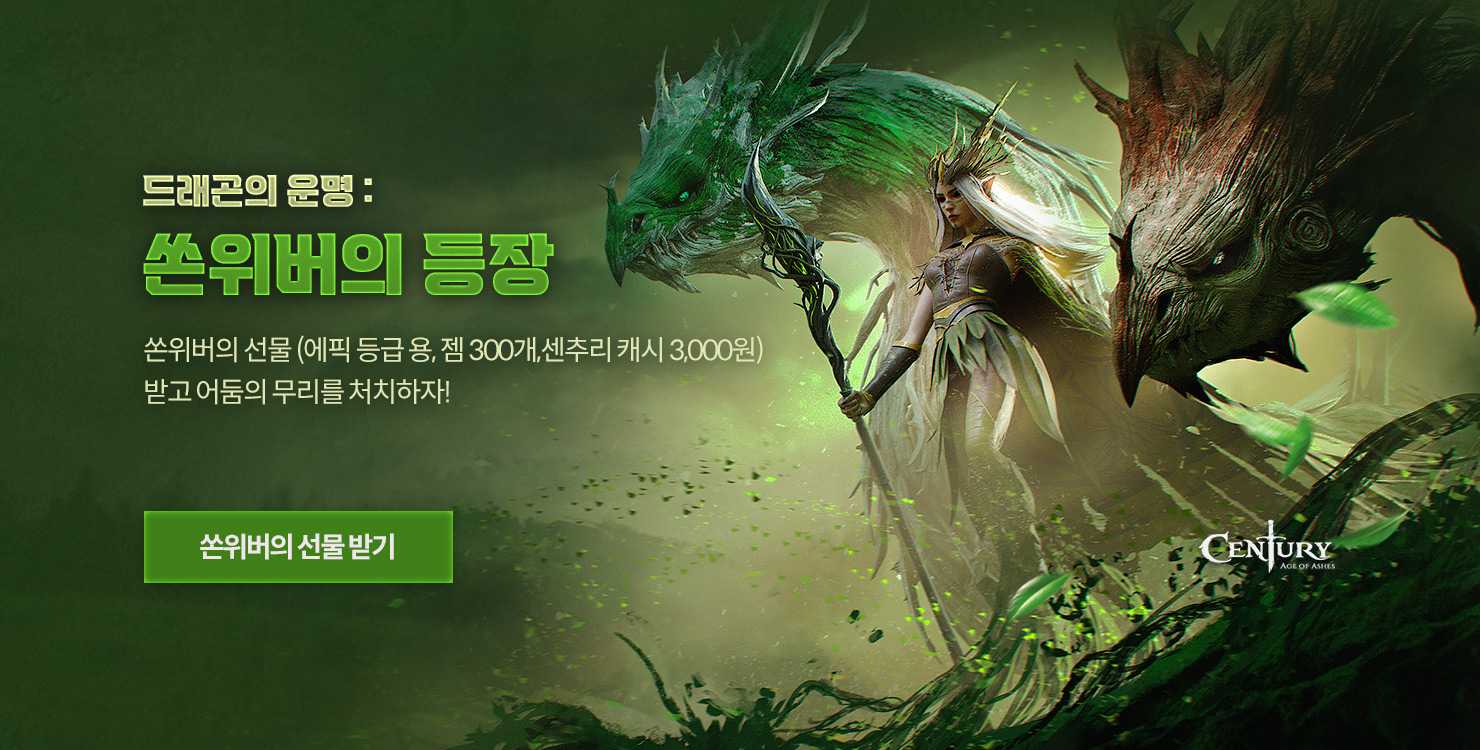 드래곤의 운명 :
쏜위버의 등장
쏜위버의 선물 (에픽 등급 용, 젬 300개,센추리 캐시 3,000원)
받고 어둠의 무리를 처치하자!
쏜위버의 선물 받기
CENTURY
AGE OF ASHES